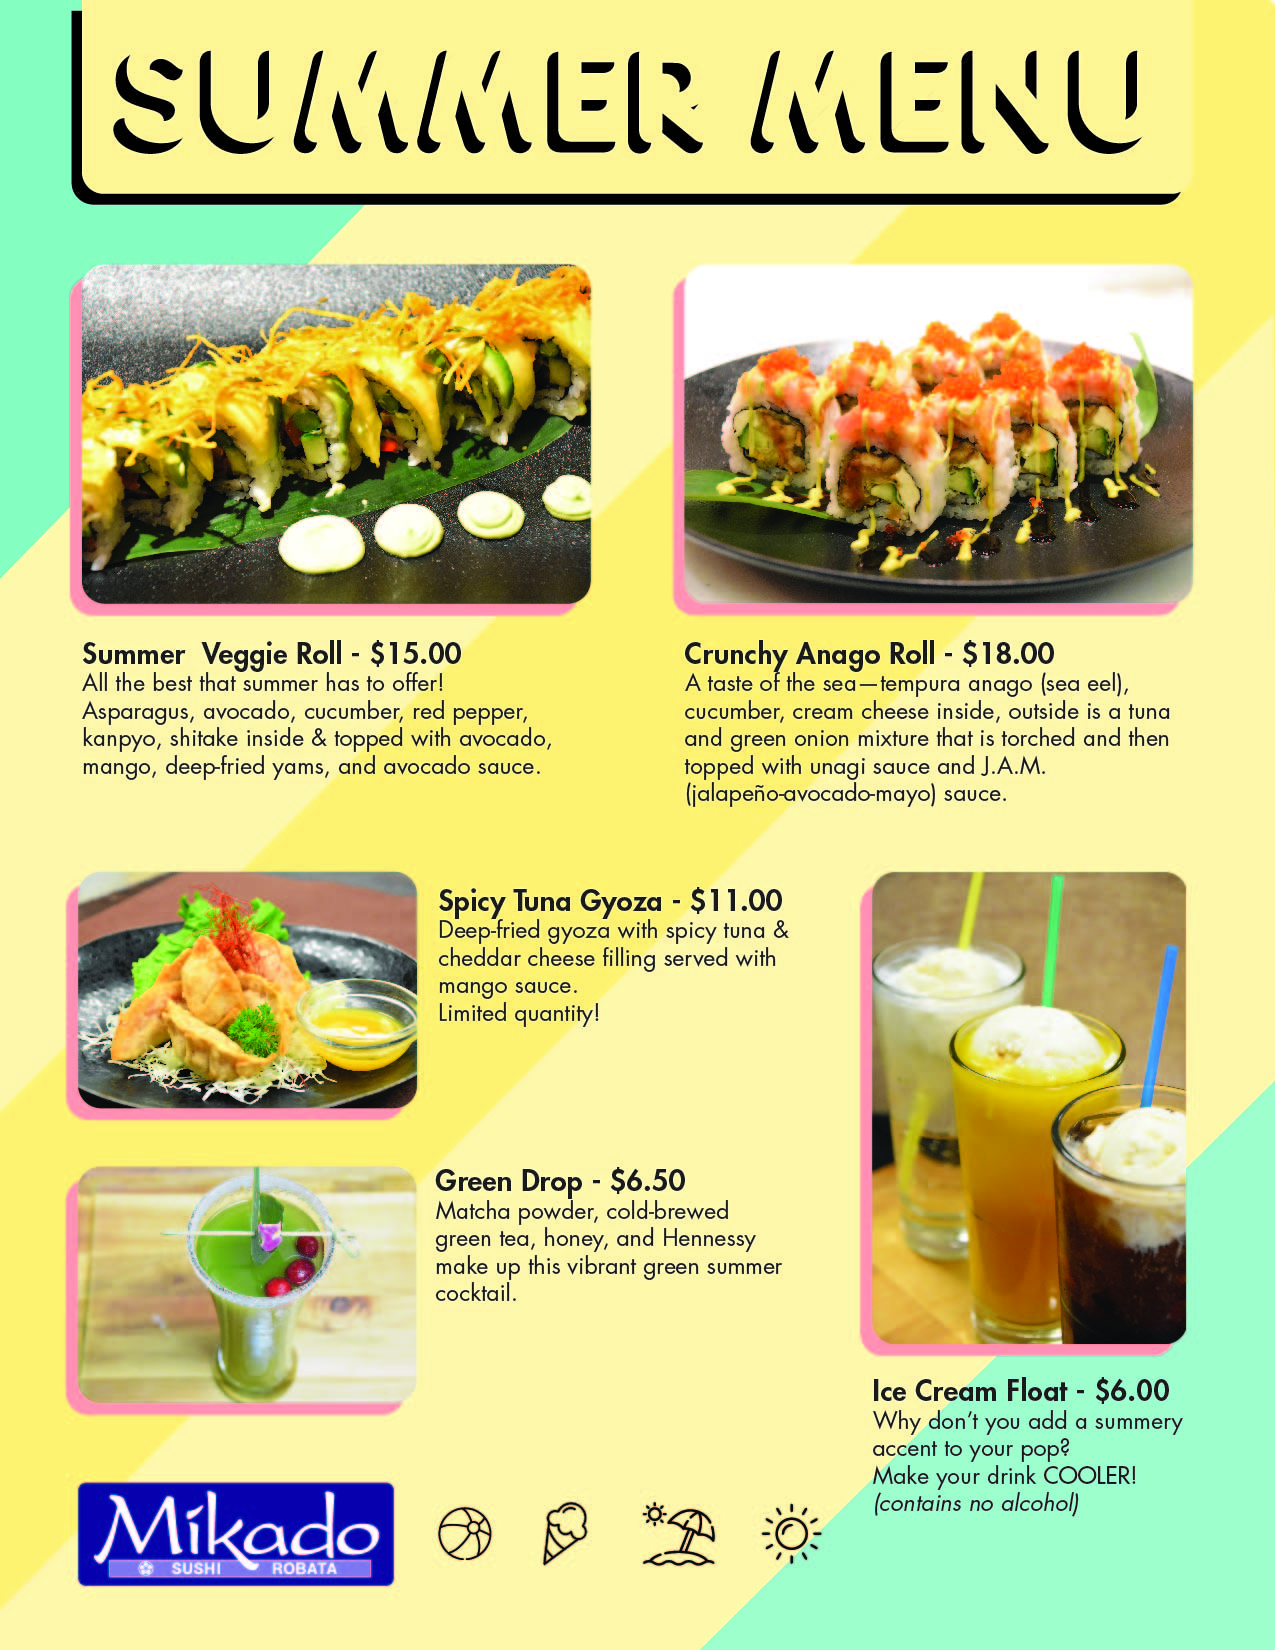 SUMMER MENU
Summer Veggie Roll - $15.00
All the best that summer has to offer!
Asparagus, avocado, cucumber, red pepper,
kanpyo, shitake inside & topped with avocado,
mango, deep-fried yams, and avocado sauce.
Crunchy Anago Roll - $18.00
A taste of the sea—tempura anago (sea eel),
cucumber, cream cheese inside, outside is a tuna
and green onion mixture that is torched and then
topped with unagi sauce and J.A.M.
(jalapeño-avocado-mayo) sauce.
Spicy Tuna Gyoza - $11.00
Deep-fried gyoza with spicy tuna &
cheddar cheese filling served with
mango sauce.
Limited quantity!
Green Drop - $6.50
Matcha powder, cold-brewed
green tea, honey, and Hennessy
make up this vibrant green summer
cocktail.
Ice Cream Float - $6.00
Why don't you add a summery
accent to your pop?
Make your drink COOLER!
(contains no alcohol)
Mikado
SUSHI ROBATA